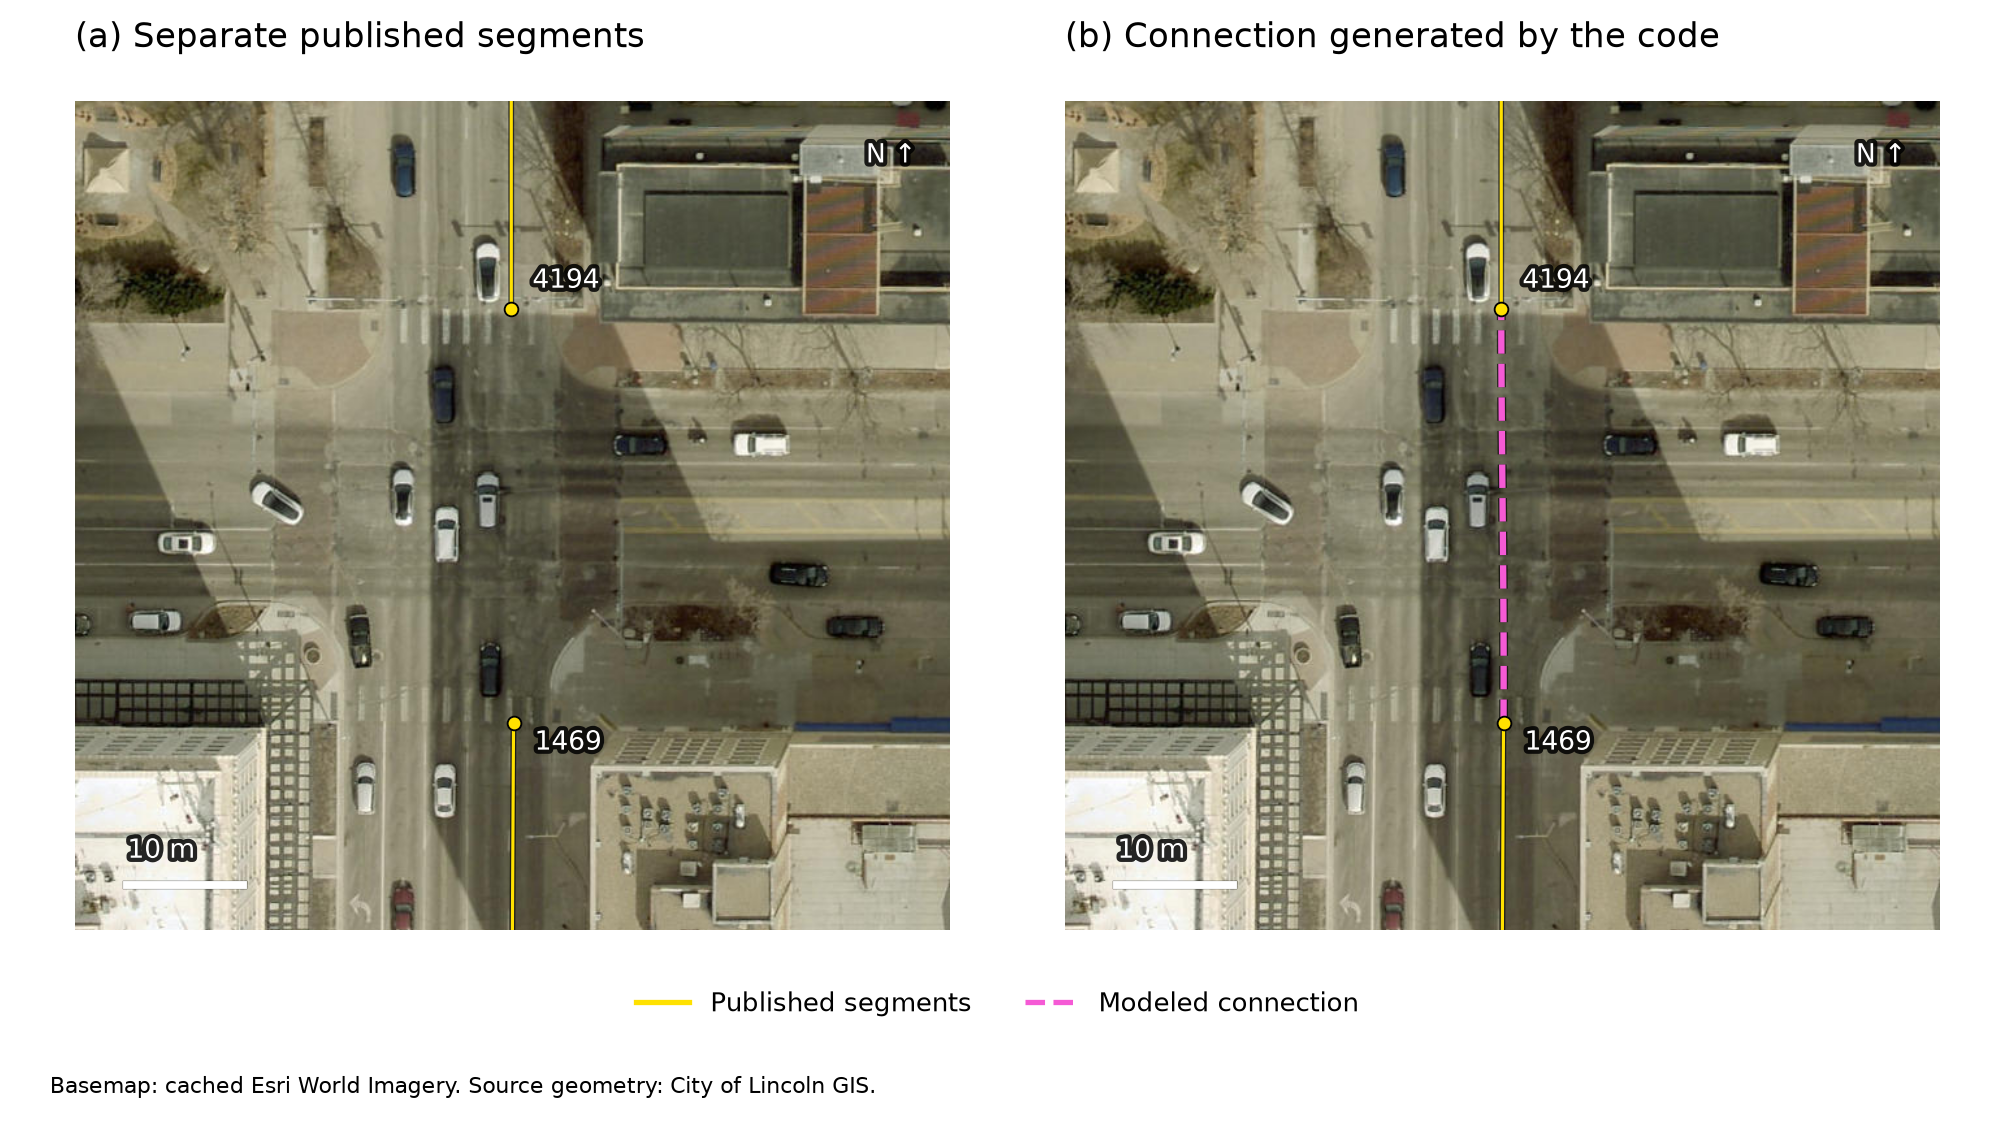 (a) Separate published segments
(b) Connection generated by the code
N ↑
N ↑
4194
4194
1469
1469
10 m
10 m
Published segments
Modeled connection
Basemap: cached Esri World Imagery. Source geometry: City of Lincoln GIS.